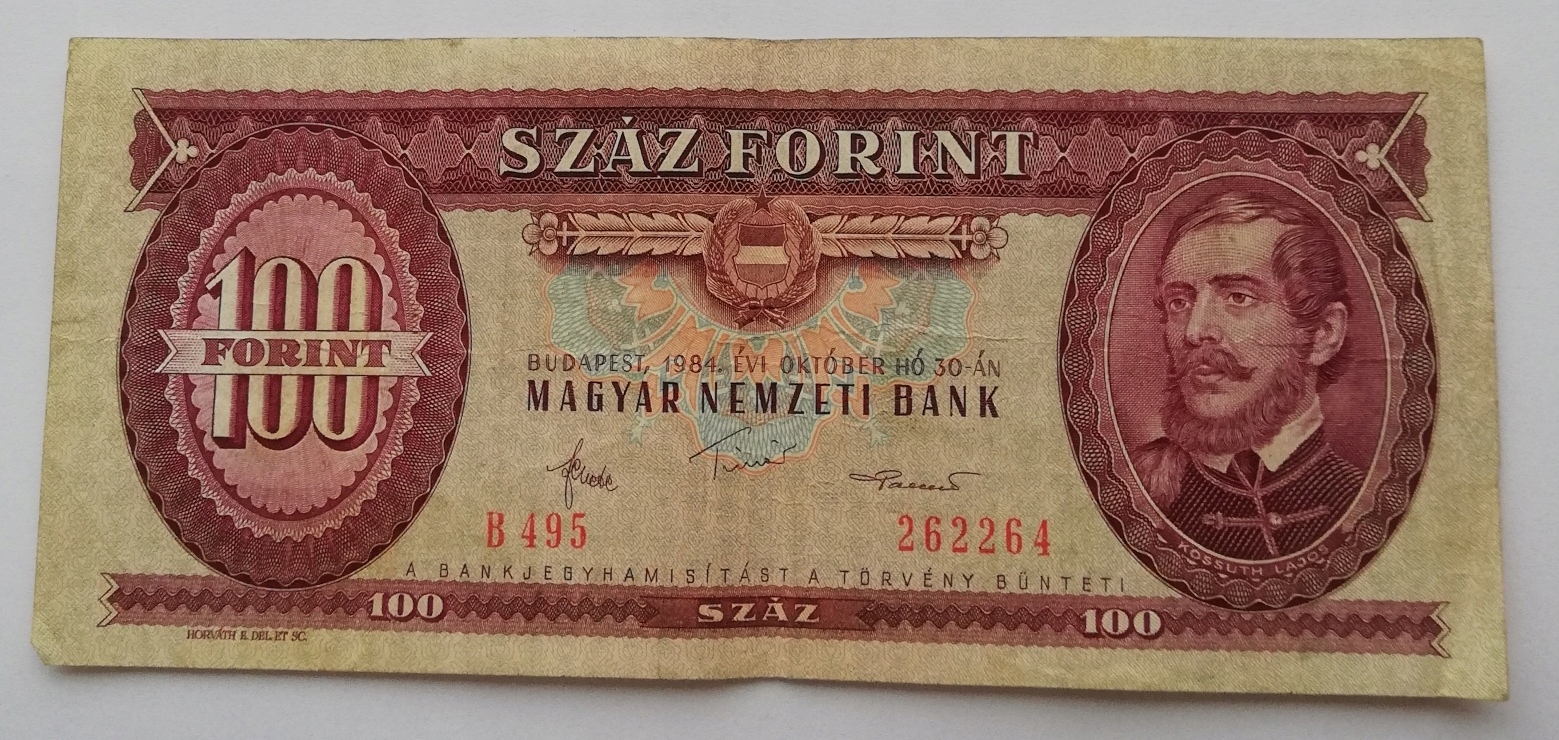 SZÁZ FORINT
100
FORINT
BUDAPEST, 1984. ÉVI OKTÓBER HÓ 30-ÁN
MAGYAR NEMZETI BANK
B 495
262264
KOSSUTH LAJOS
A BANKJEGYHAMISÍTÁST A TÖRVÉNY BÜNTETI
100 SZÁZ 100
HORVÁTH E. DEL. ET SC.